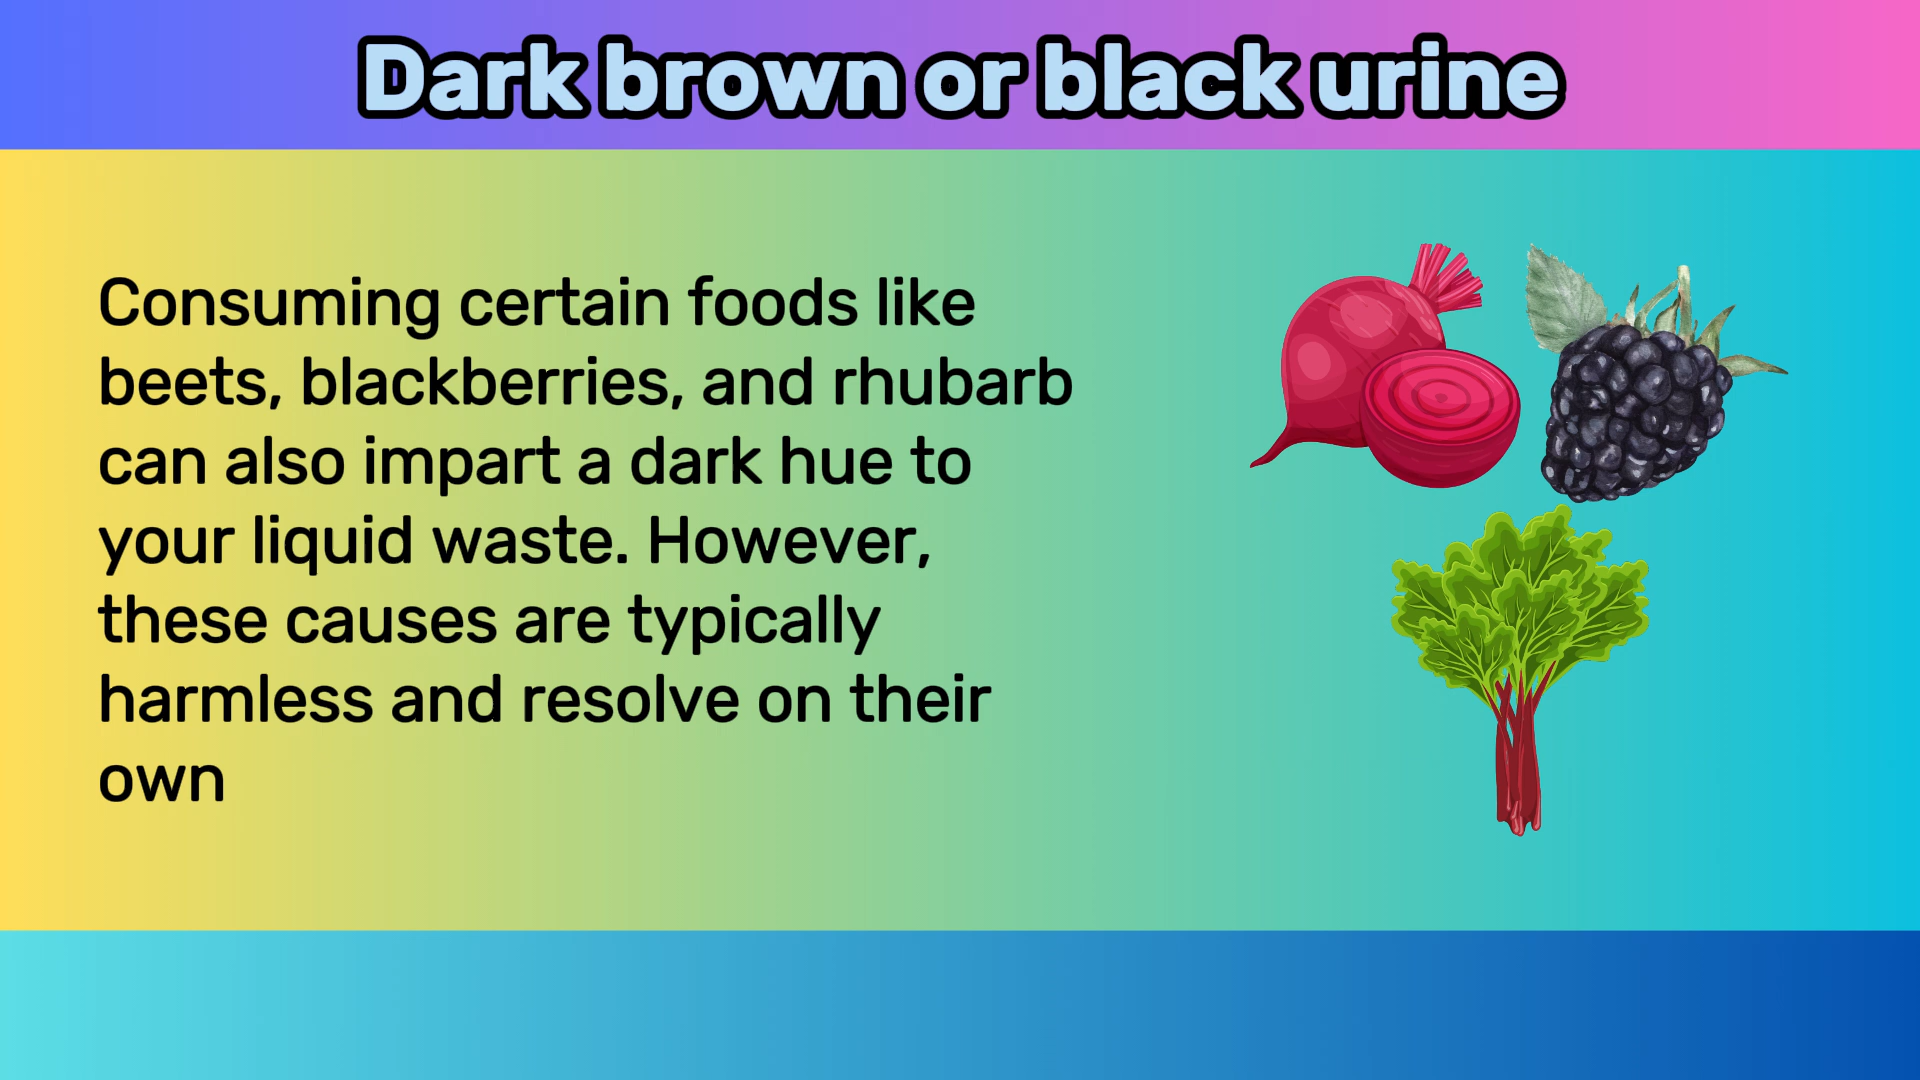 Dark brown or black urine
Consuming certain foods like
beets, blackberries, and rhubarb
can also impart a dark hue to
your liquid waste. However,
these causes are typically
harmless and resolve on their
own